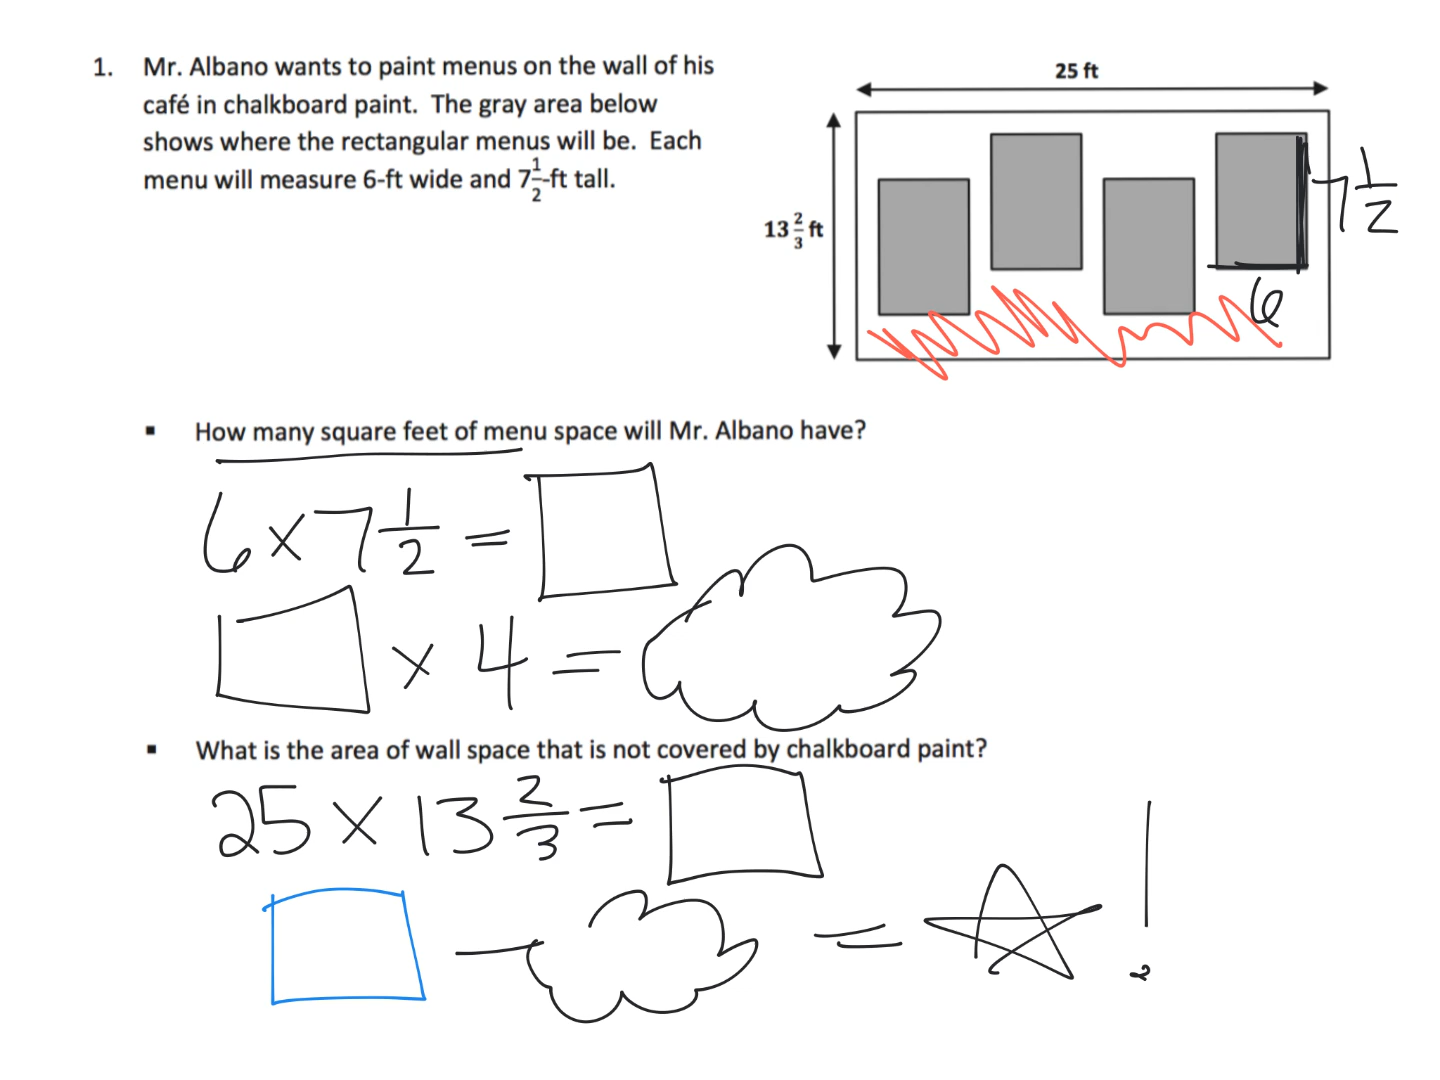 1. Mr. Albano wants to paint menus on the wall of his
café in chalkboard paint. The gray area below
shows where the rectangular menus will be. Each
menu will measure 6-ft wide and 7 1/2-ft tall.
25 ft
13 2/3 ft
7 1/2
6
▪ How many square feet of menu space will Mr. Albano have?
6 × 7 1/2 =
× 4 =
▪ What is the area of wall space that is not covered by chalkboard paint?
25 × 13 2/3 =
− = !